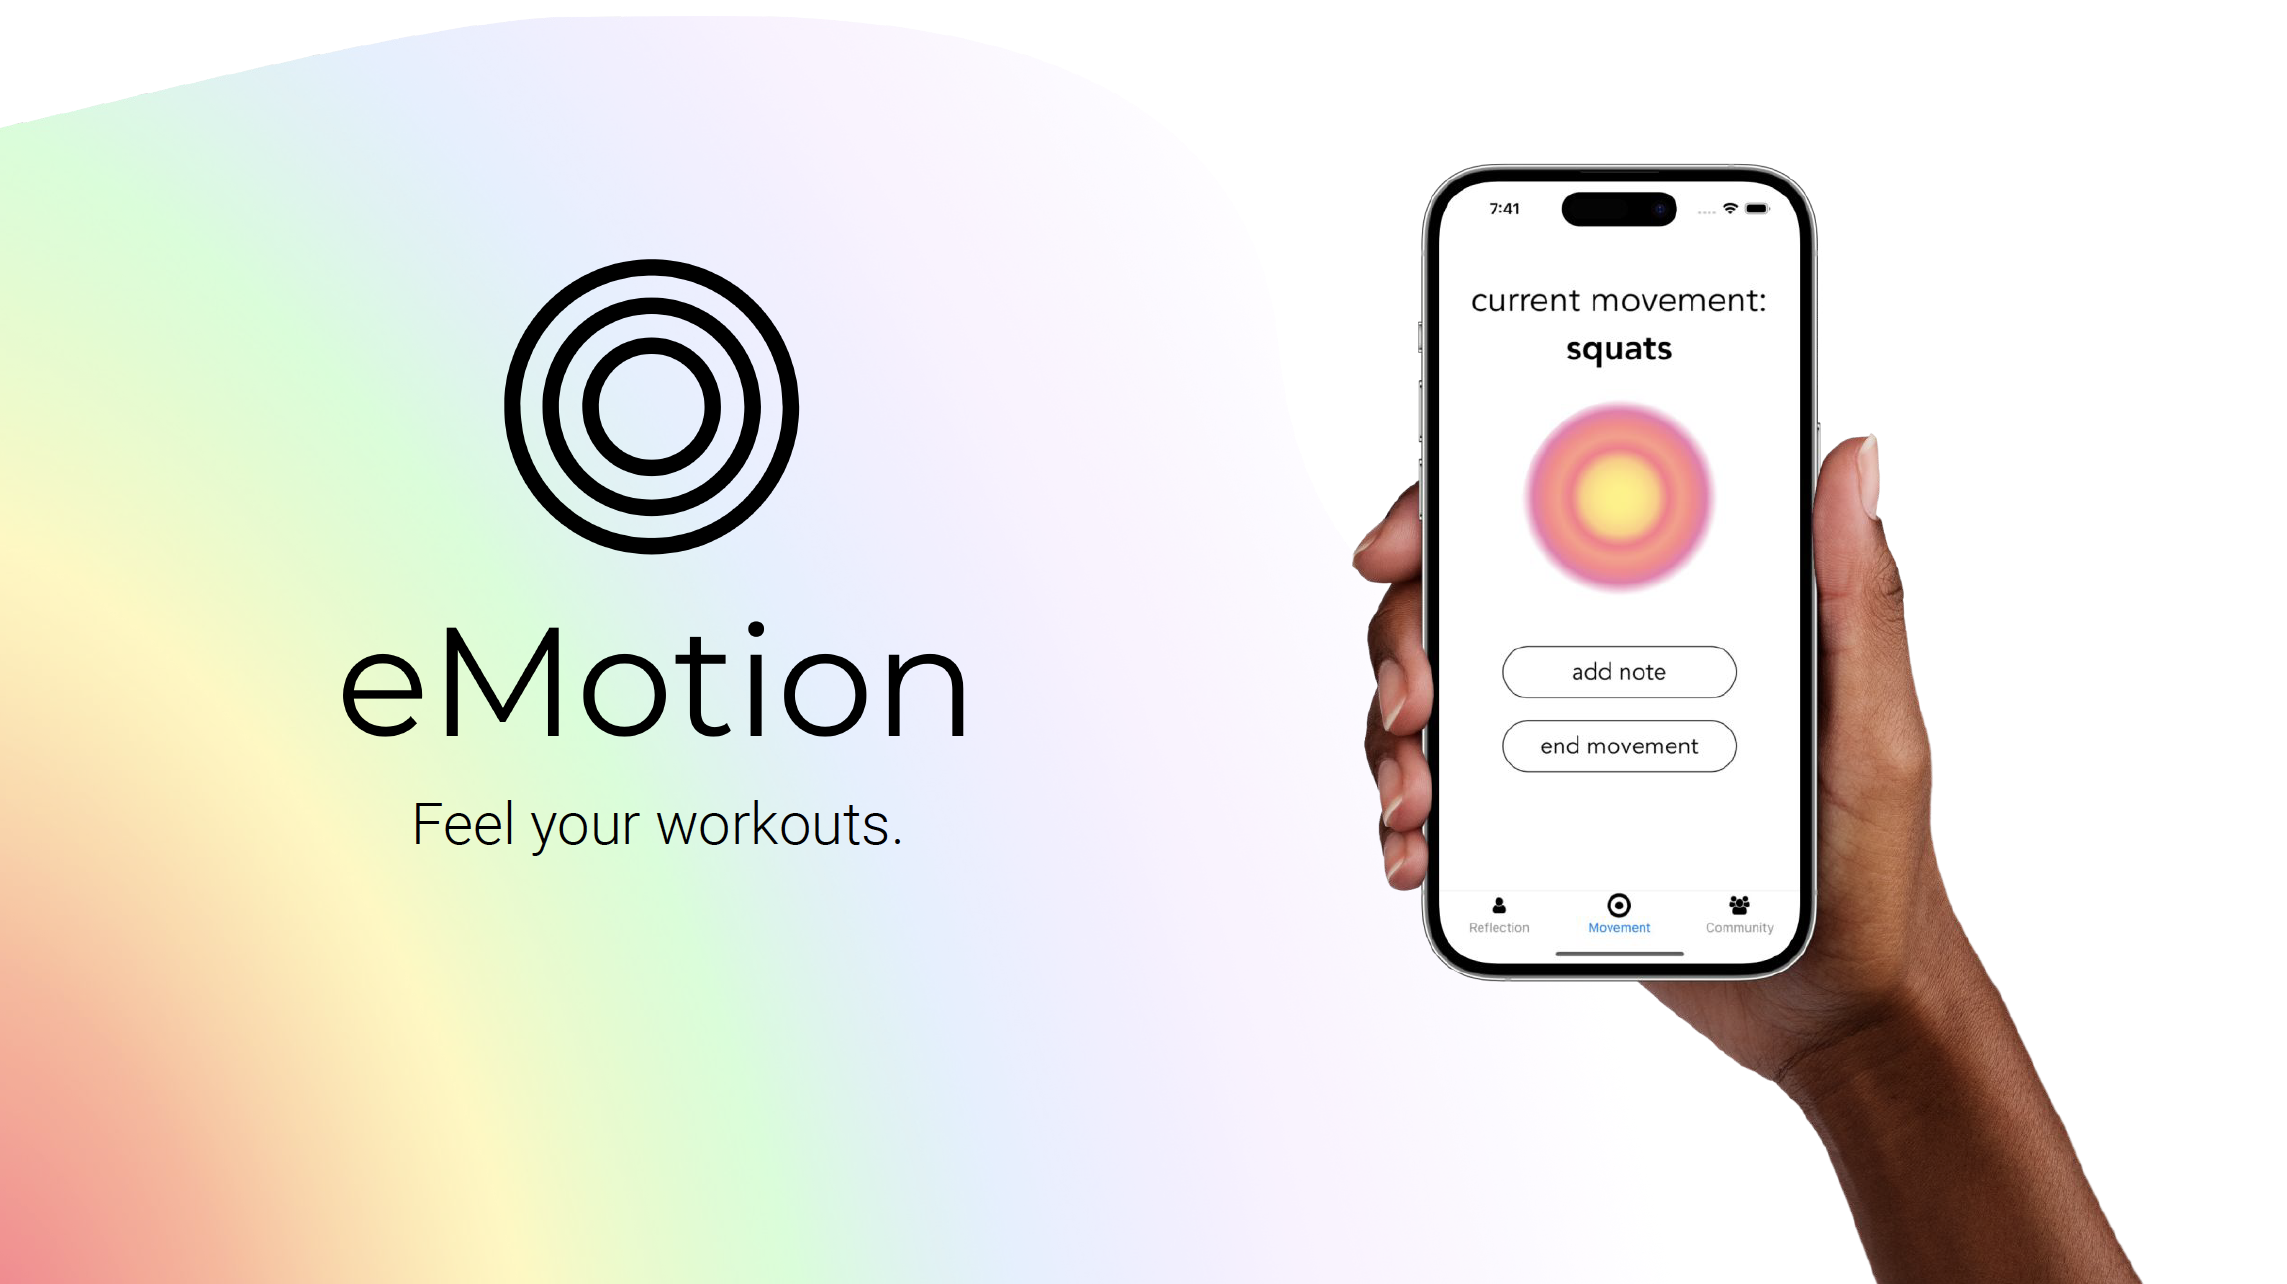 eMotion
Feel your workouts.
7:41
current movement:
squats
add note
end movement
Reflection
Movement
Community